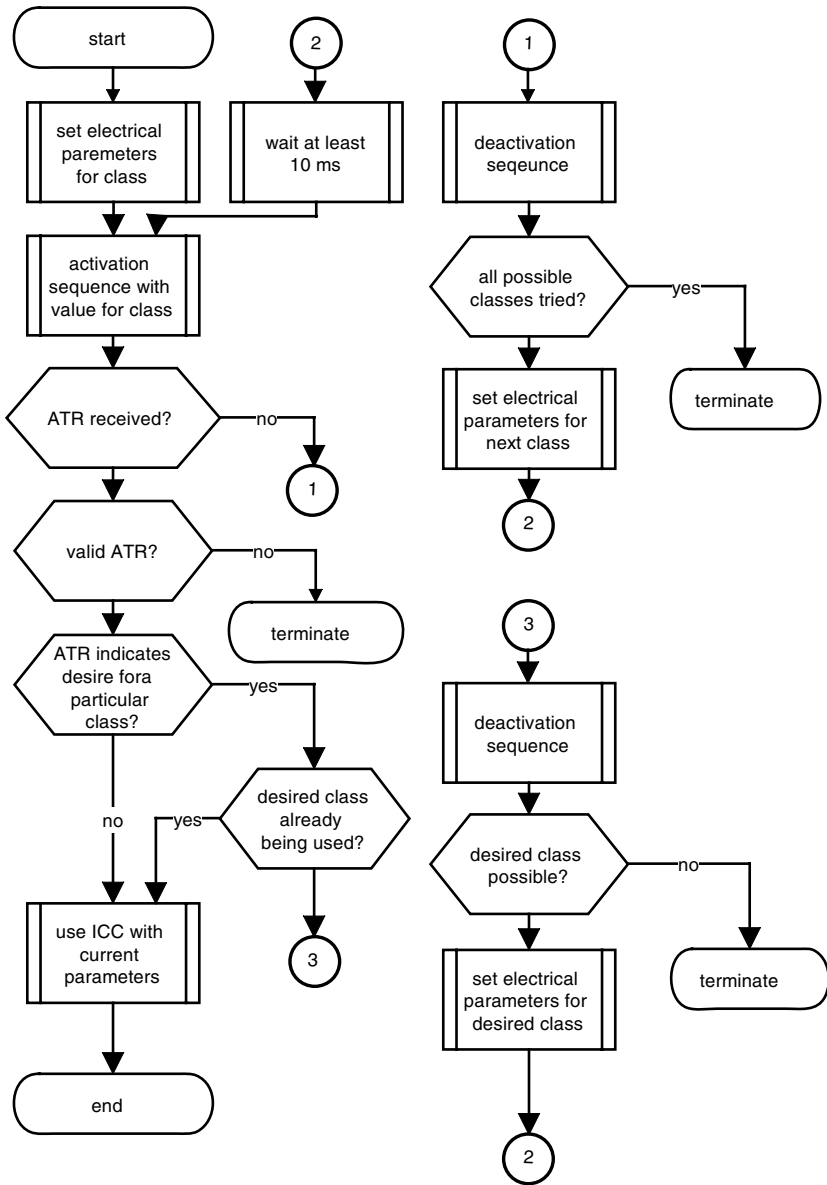 start
set electrical
paremeters
for class
2
wait at least
10 ms
activation
sequence with
value for class
ATR received?
no
1
valid ATR?
no
terminate
ATR indicates
desire fora
particular
class?
yes
no
desired class
already
being used?
yes
3
use ICC with
current
parameters
end
1
deactivation
seqeunce
all possible
classes tried?
yes
terminate
set electrical
parameters for
next class
2
3
deactivation
sequence
desired class
possible?
no
terminate
set electrical
parameters for
desired class
2